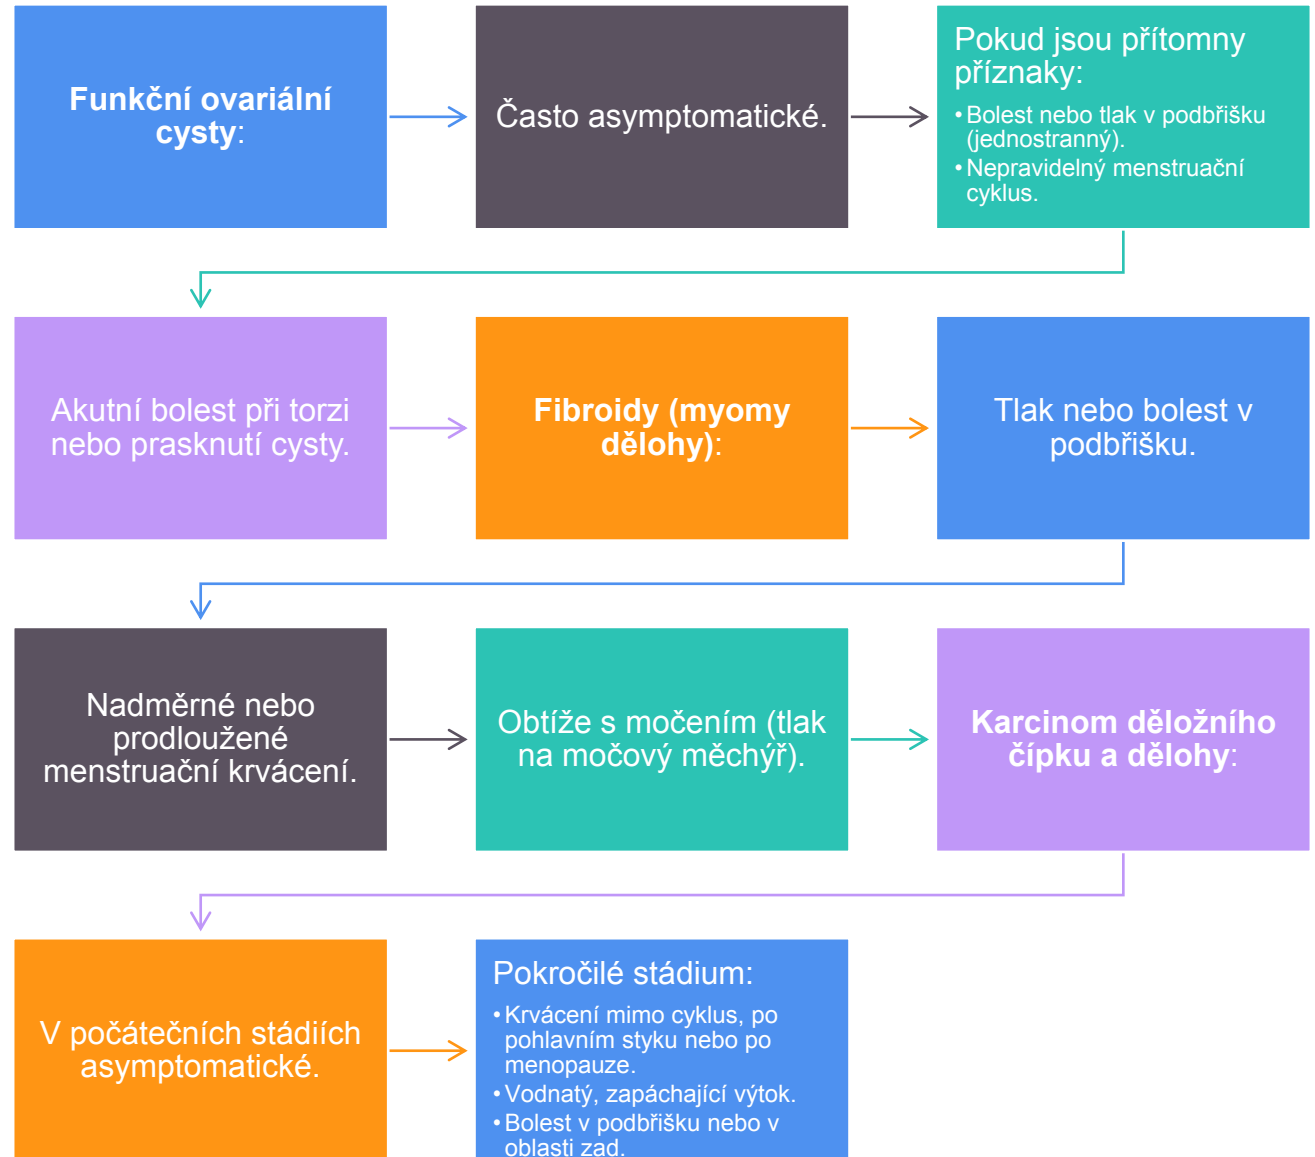 Funkční ovariální
cysty:
Často asymptomatické.
Pokud jsou přítomny
příznaky:
•Bolest nebo tlak v podbřišku
(jednostranný).
•Nepravidelný menstruační
cyklus.
Akutní bolest při torzi
nebo prasknutí cysty.
Fibroidy (myomy
dělohy):
Tlak nebo bolest v
podbřišku.
Nadměrné nebo
prodloužené
menstruační krvácení.
Obtíže s močením (tlak
na močový měchýř).
Karcinom děložního
čípku a dělohy:
V počátečních stádiích
asymptomatické.
Pokročilé stádium:
•Krvácení mimo cyklus, po
pohlavním styku nebo po
menopauze.
•Vodnatý, zapáchající výtok.
•Bolest v podbřišku nebo v
oblasti zad.